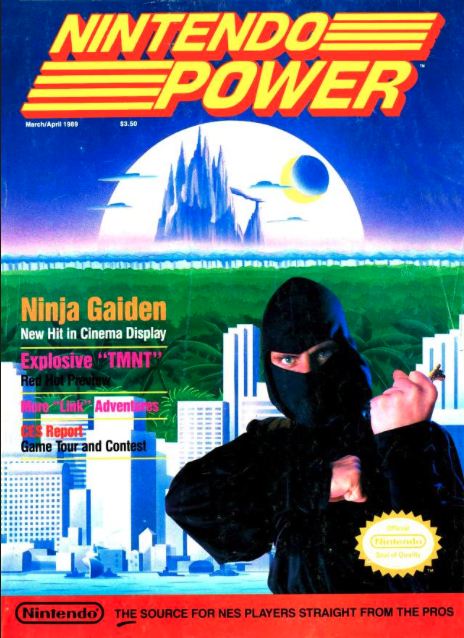 NINTENDO
POWER
TM
March/April 1989 $3.50
Ninja Gaiden
New Hit in Cinema Display
Explosive "TMNT"
Red Hot Preview
More "Link" Adventures
CES Report
Game Tour and Contest
Official
Nintendo
Seal of Quality
TM
Nintendo THE SOURCE FOR NES PLAYERS STRAIGHT FROM THE PROS